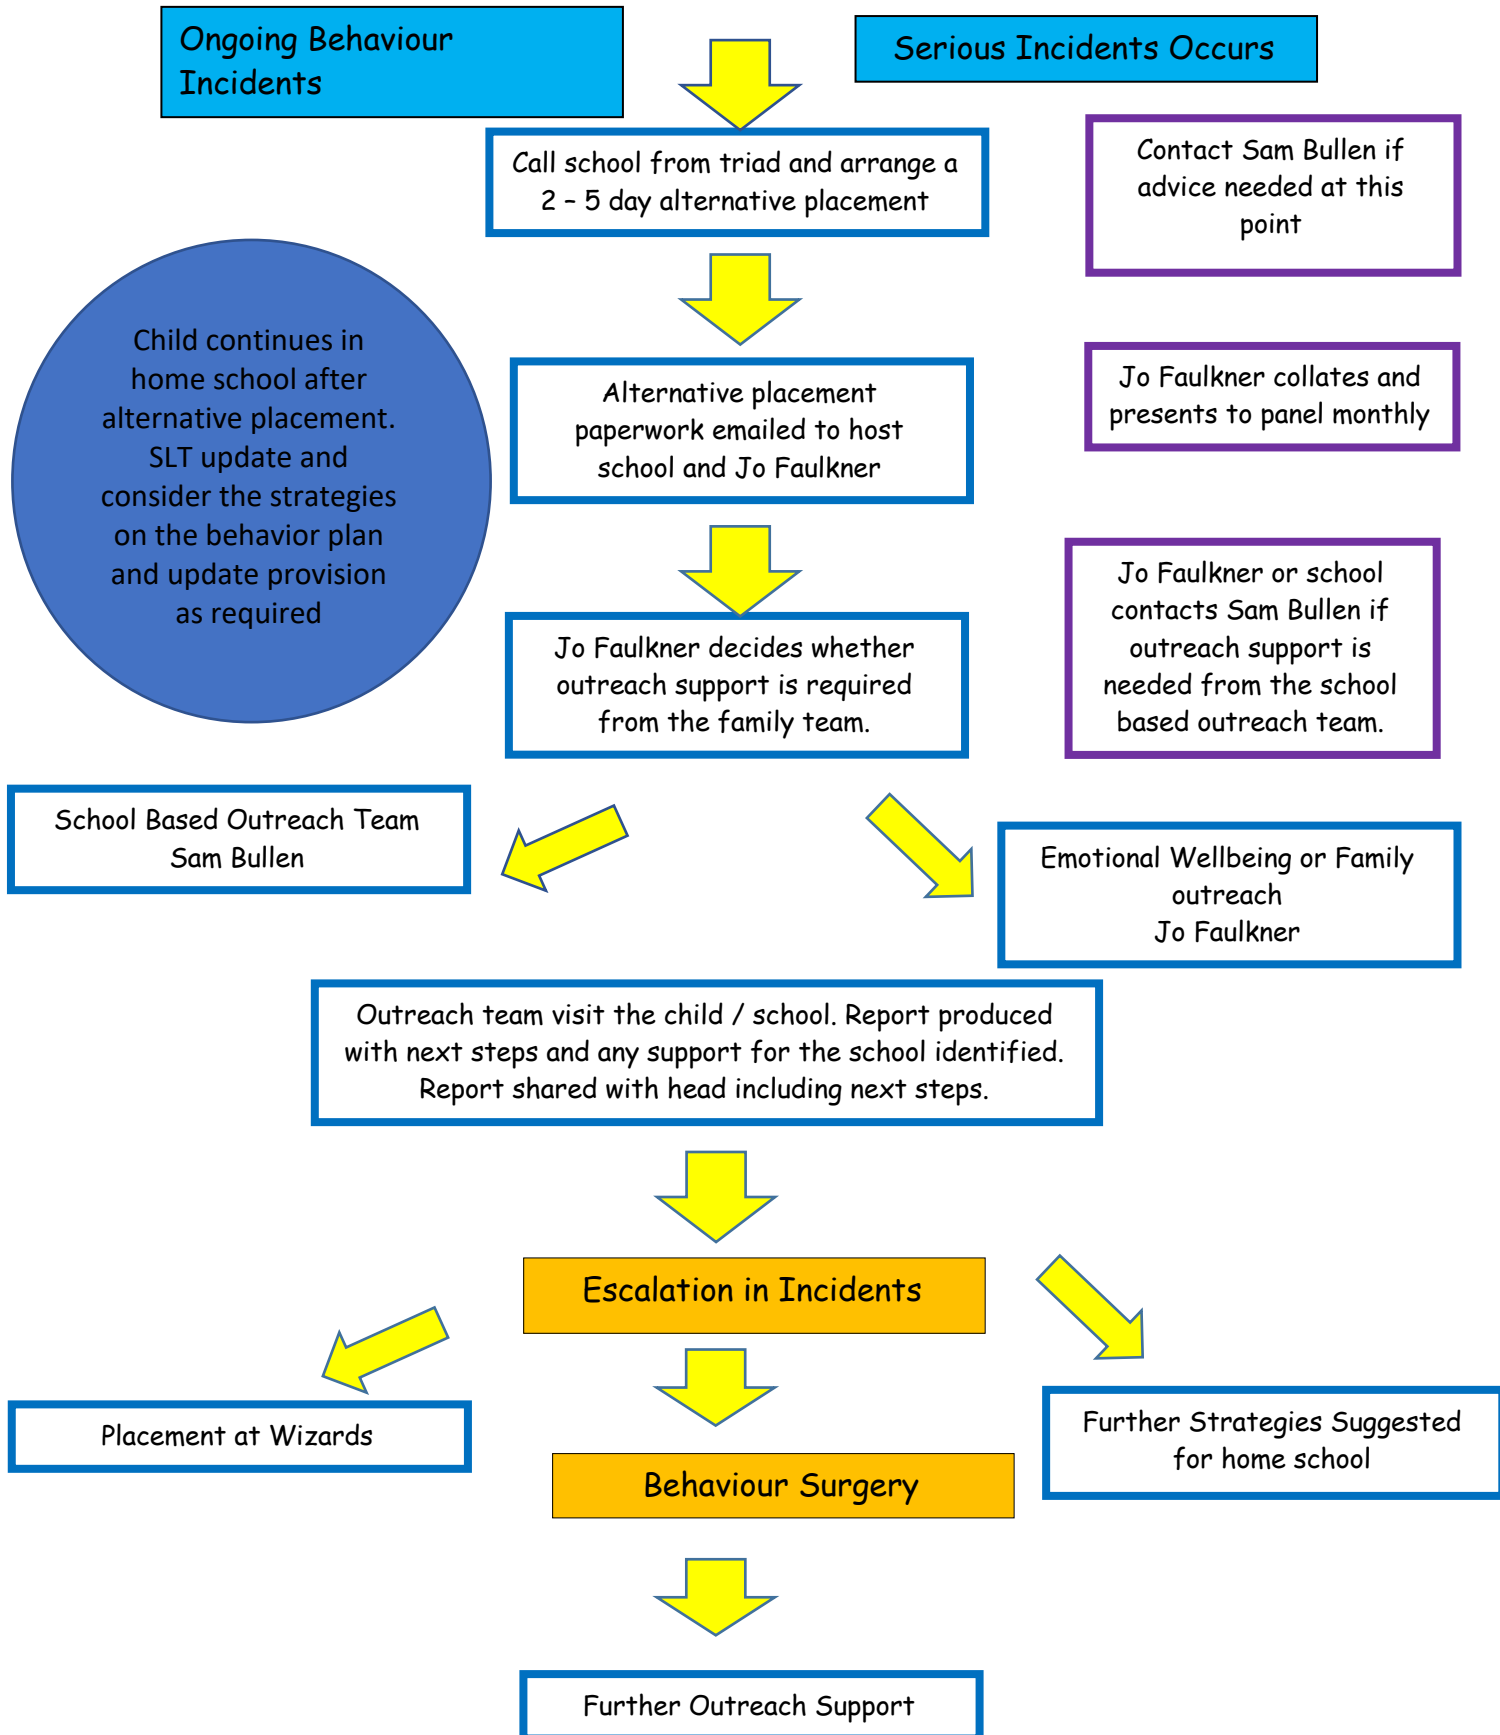 Ongoing Behaviour
Incidents
Serious Incidents Occurs
Call school from triad and arrange a
2 – 5 day alternative placement
Contact Sam Bullen if
advice needed at this
point
Child continues in
home school after
alternative placement.
SLT update and
consider the strategies
on the behavior plan
and update provision
as required
Alternative placement
paperwork emailed to host
school and Jo Faulkner
Jo Faulkner collates and
presents to panel monthly
Jo Faulkner decides whether
outreach support is required
from the family team.
Jo Faulkner or school
contacts Sam Bullen if
outreach support is
needed from the school
based outreach team.
School Based Outreach Team
Sam Bullen
Emotional Wellbeing or Family
outreach
Jo Faulkner
Outreach team visit the child / school. Report produced
with next steps and any support for the school identified.
Report shared with head including next steps.
Escalation in Incidents
Placement at Wizards
Further Strategies Suggested
for home school
Behaviour Surgery
Further Outreach Support